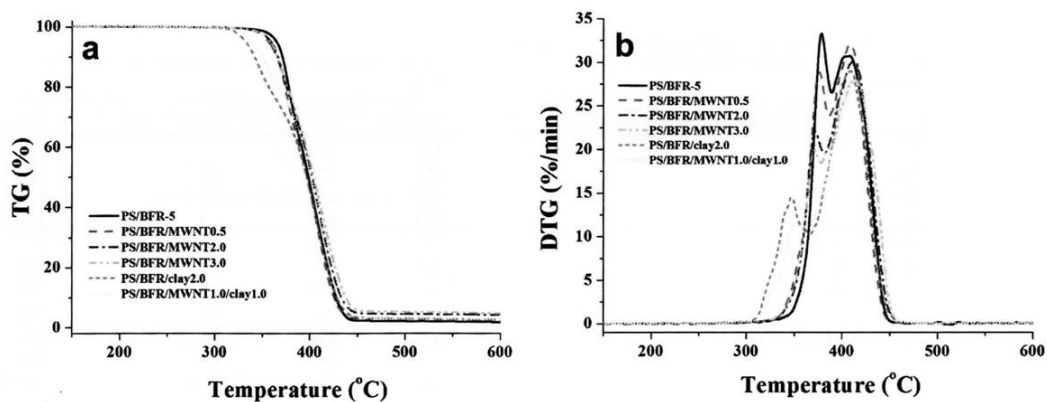 a
TG (%)
100
80
60
40
20
0
PS/BFR-5
PS/BFR/MWNT0.5
PS/BFR/MWNT2.0
PS/BFR/MWNT3.0
PS/BFR/clay2.0
PS/BFR/MWNT1.0/clay1.0
200
300
400
500
600
Temperature (°C)
b
DTG (%/min)
35
30
25
20
15
10
5
0
PS/BFR-5
PS/BFR/MWNT0.5
PS/BFR/MWNT2.0
PS/BFR/MWNT3.0
PS/BFR/clay2.0
PS/BFR/MWNT1.0/clay1.0
200
300
400
500
600
Temperature (°C)